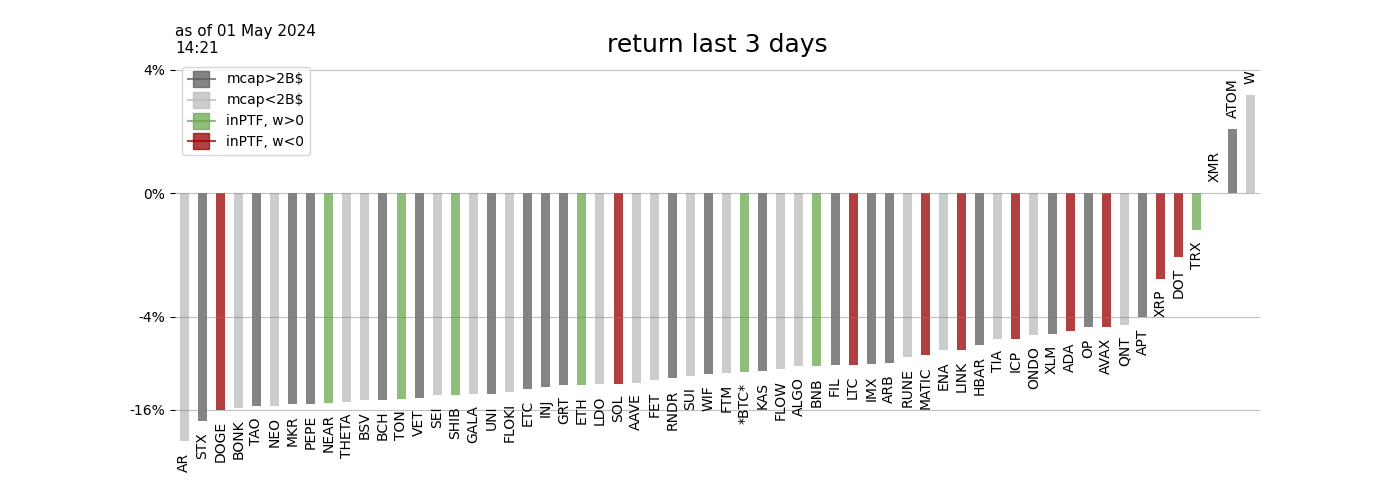 as of 01 May 2024
14:21
return last 3 days
4%
0%
-4%
-16%
mcap>2B$
mcap<2B$
inPTF, w>0
inPTF, w<0
AR
STX
DOGE
BONK
TAO
NEO
MKR
PEPE
NEAR
THETA
BSV
BCH
TON
VET
SEI
SHIB
GALA
UNI
FLOKI
ETC
INJ
GRT
ETH
LDO
SOL
AAVE
FET
RNDR
SUI
WIF
FTM
*BTC*
KAS
FLOW
ALGO
BNB
FIL
LTC
IMX
ARB
RUNE
MATIC
ENA
LINK
HBAR
TIA
ICP
ONDO
XLM
ADA
OP
AVAX
QNT
APT
XRP
DOT
TRX
XMR
ATOM
W